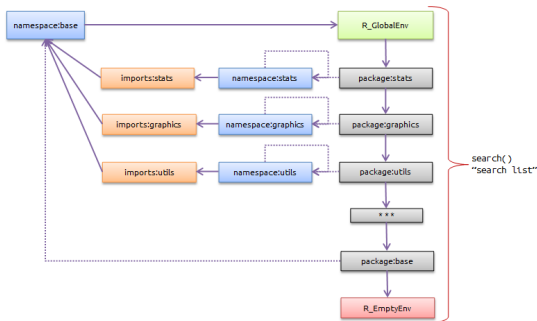 namespace:base
R_GlobalEnv
imports:stats
namespace:stats
package:stats
imports:graphics
namespace:graphics
package:graphics
search()
"search list"
imports:utils
namespace:utils
package:utils
* * *
package:base
R_EmptyEnv